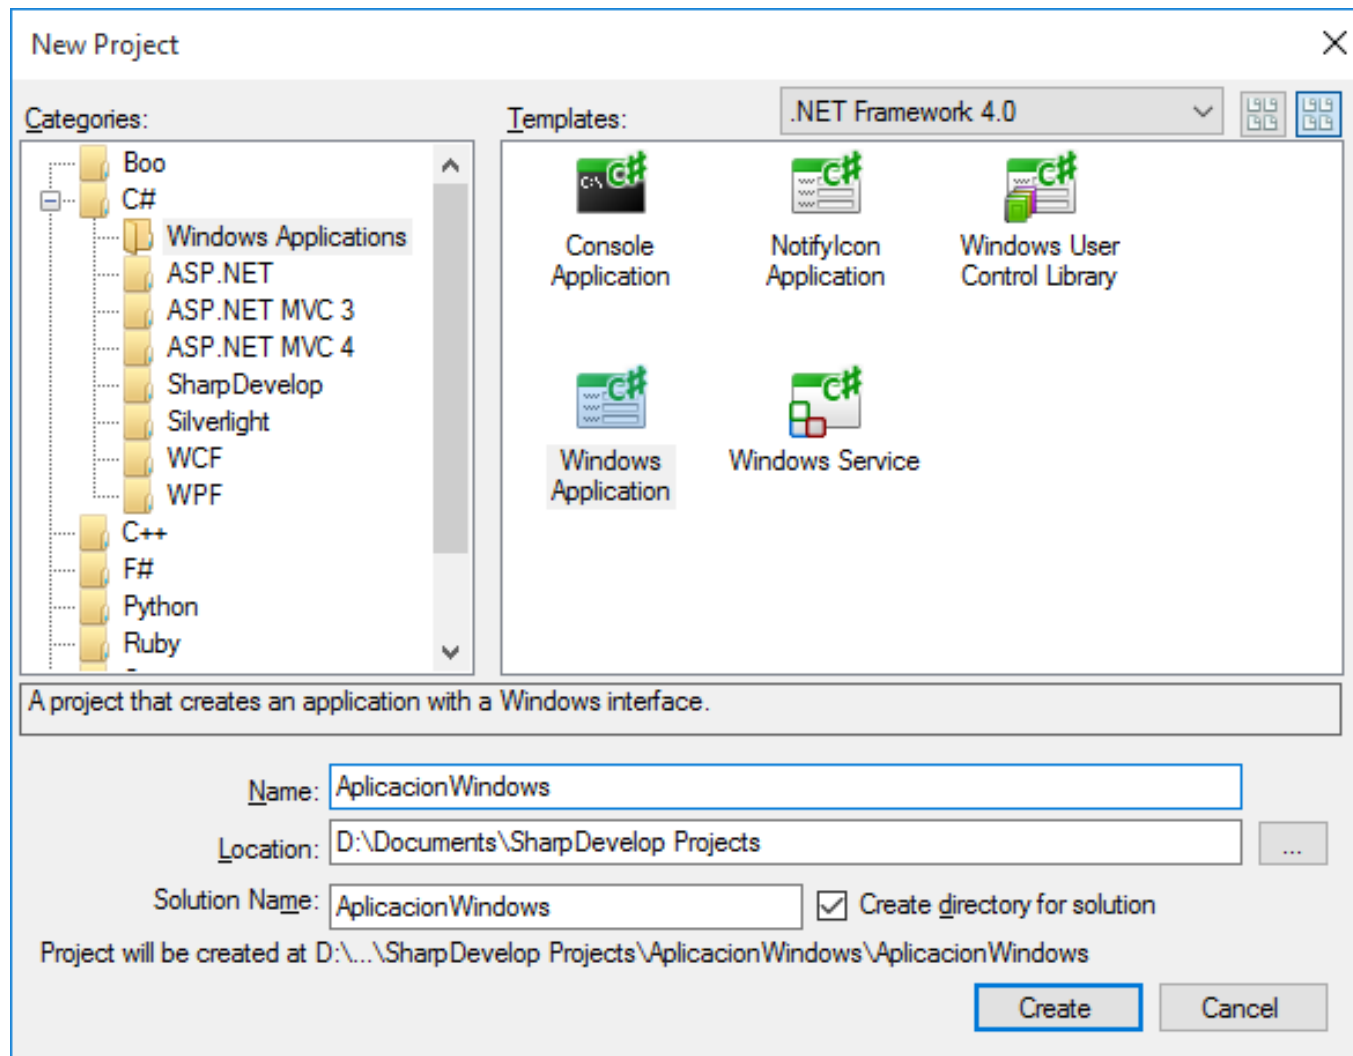 New Project
Categories:
Templates:
.NET Framework 4.0
Boo
C#
Windows Applications
ASP.NET
ASP.NET MVC 3
ASP.NET MVC 4
SharpDevelop
Silverlight
WCF
WPF
C++
F#
Python
Ruby
C:\ C#
Console
Application
C#
NotifyIcon
Application
C#
Windows User
Control Library
C#
Windows
Application
C#
Windows Service
A project that creates an application with a Windows interface.
Name: AplicacionWindows
Location: D:\Documents\SharpDevelop Projects
...
Solution Name: AplicacionWindows
Create directory for solution
Project will be created at D:\...\SharpDevelop Projects\AplicacionWindows\AplicacionWindows
Create
Cancel